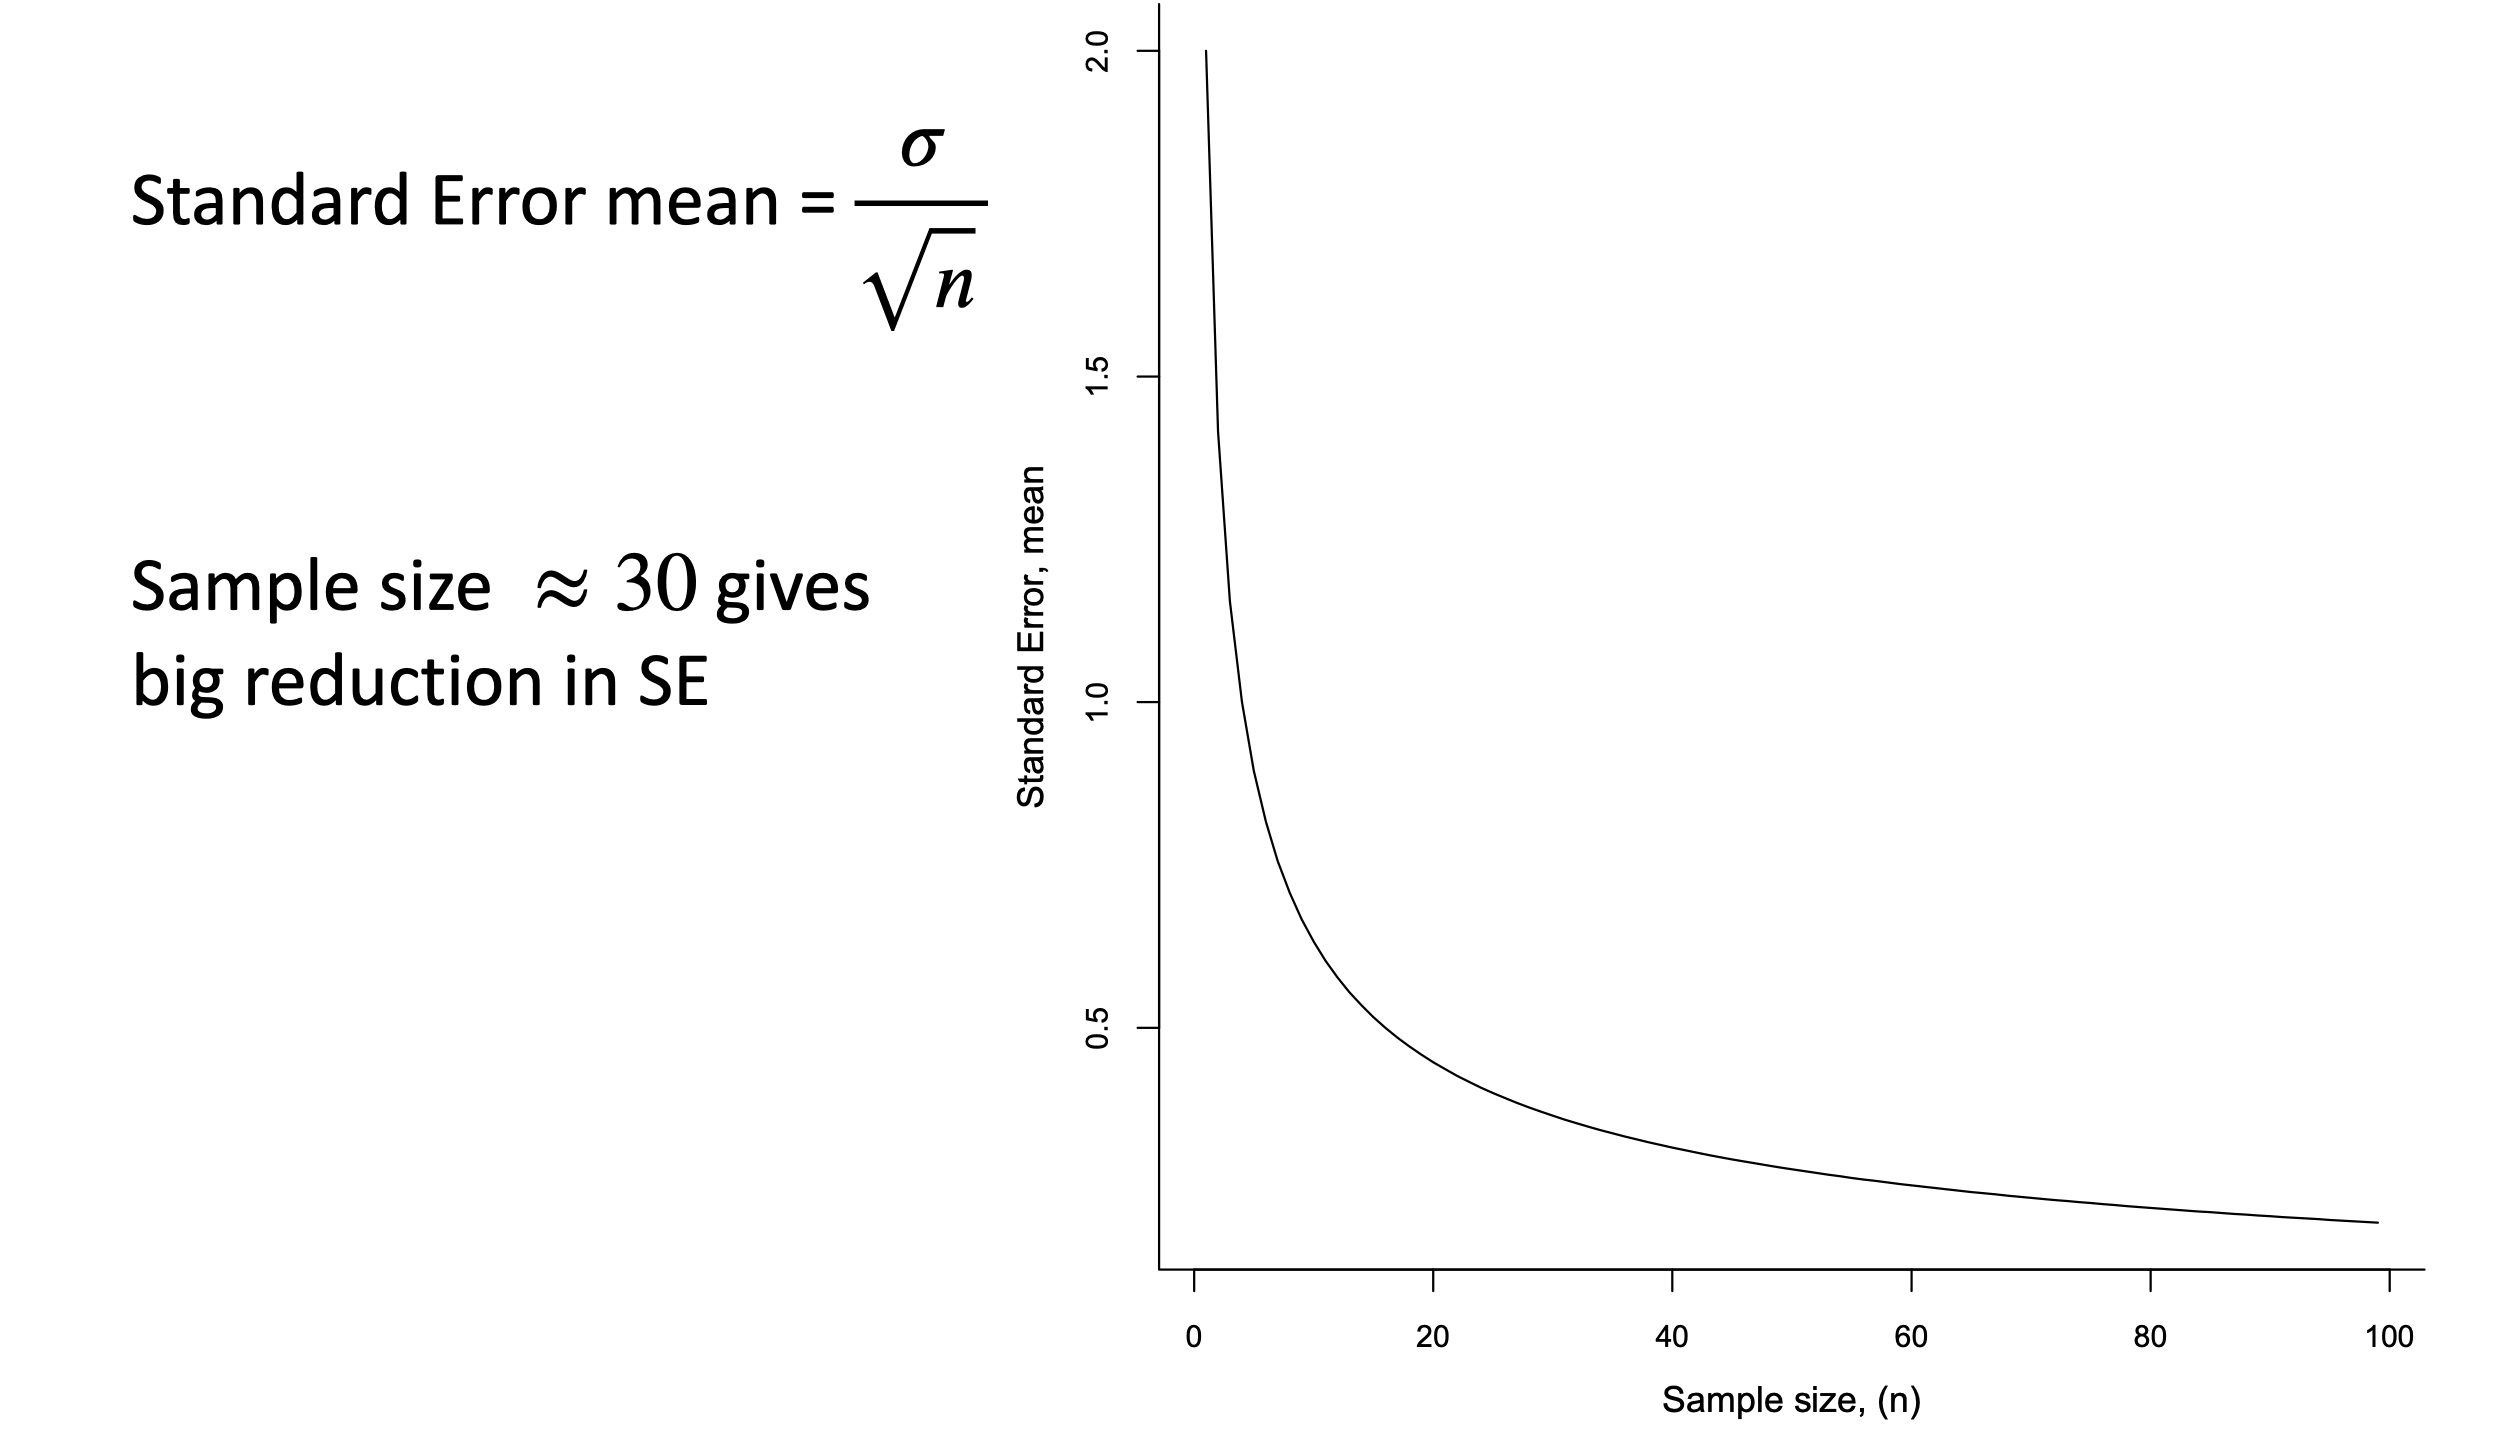 Standard Error mean = σ / √n
Sample size ≈ 30 gives
big reduction in SE
Standard Error, mean
2.0
1.5
1.0
0.5
0 20 40 60 80 100
Sample size, (n)